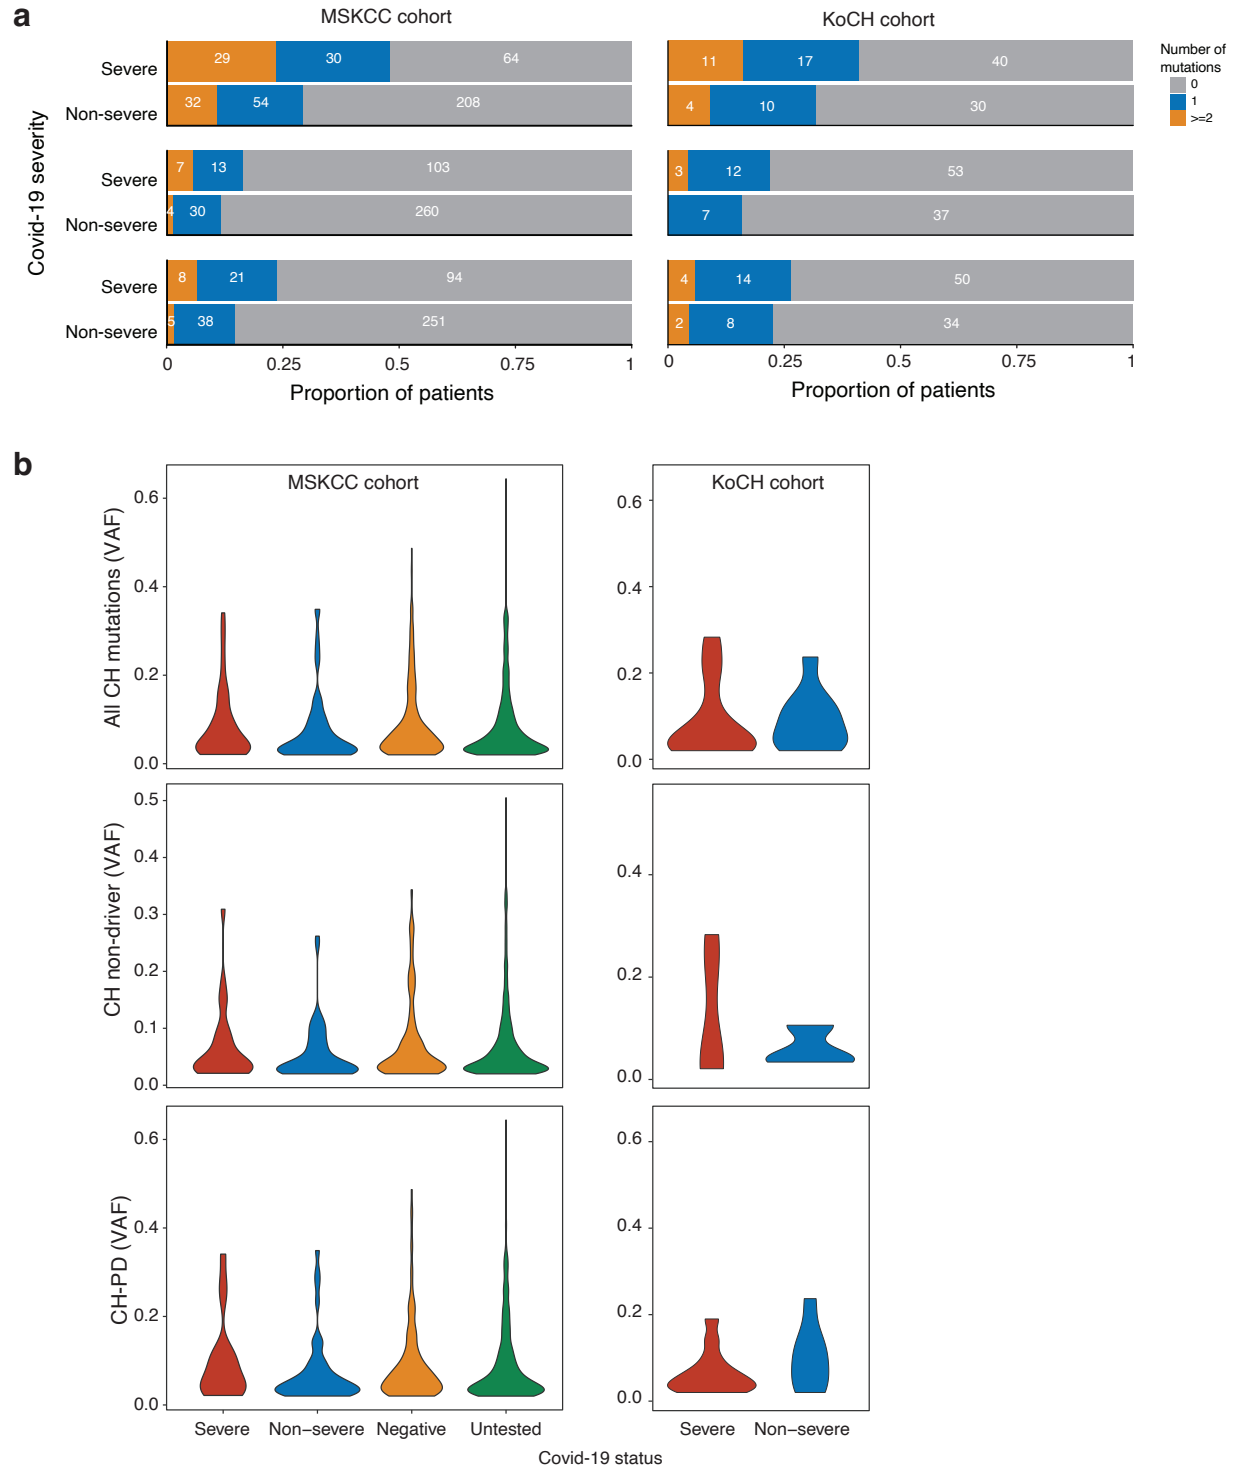 a
MSKCC cohort
KoCH cohort
Number of
mutations
0
1
>=2
Covid-19 severity
Severe
29 30 64
11 17 40
Non-severe
32 54 208
4 10 30
Severe
7 13 103
3 12 53
Non-severe
4 30 260
7 37
Severe
8 21 94
4 14 50
Non-severe
5 38 251
2 8 34
0 0.25 0.5 0.75 1
0 0.25 0.5 0.75 1
Proportion of patients
Proportion of patients
b
MSKCC cohort
KoCH cohort
All CH mutations (VAF)
0.6
0.4
0.2
0.0
0.6
0.4
0.2
0.0
CH non-driver (VAF)
0.5
0.4
0.3
0.2
0.1
0.0
0.4
0.2
0.0
CH-PD (VAF)
0.6
0.4
0.2
0.0
0.6
0.4
0.2
0.0
Severe Non−severe Negative Untested
Severe Non−severe
Covid-19 status